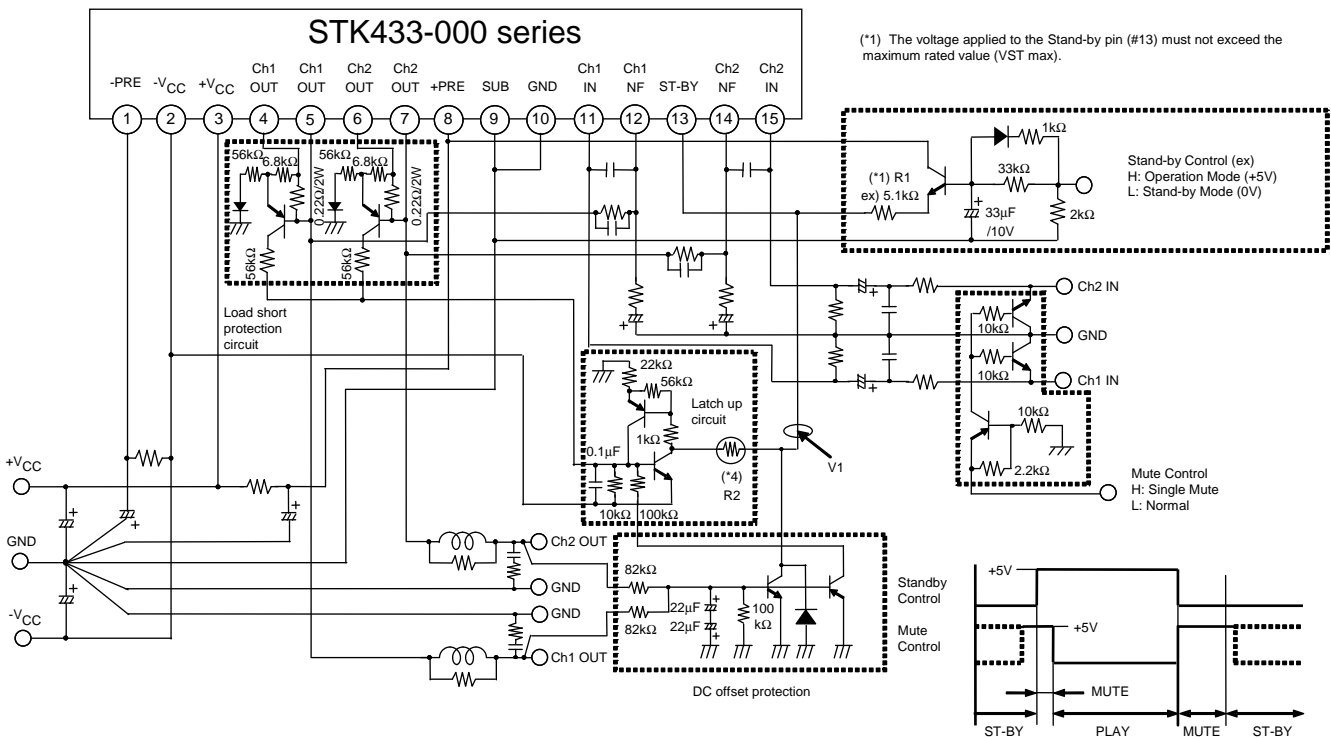 STK433-000 series
(*1) The voltage applied to the Stand-by pin (#13) must not exceed the
maximum rated value (VST max).
-PRE
-VCC
+VCC
Ch1
OUT
Ch1
OUT
Ch2
OUT
Ch2
OUT
+PRE
SUB
GND
Ch1
IN
Ch1
NF
ST-BY
Ch2
NF
Ch2
IN
1
2
3
4
5
6
7
8
9
10
11
12
13
14
15
56kΩ
6.8kΩ
0.22Ω/2W
56kΩ
56kΩ
6.8kΩ
0.22Ω/2W
56kΩ
Load short
protection
circuit
1kΩ
33kΩ
(*1) R1
ex) 5.1kΩ
+
33μF
/10V
2kΩ
Stand-by Control (ex)
H: Operation Mode (+5V)
L: Stand-by Mode (0V)
+
+
+
+
Ch2 IN
GND
Ch1 IN
10kΩ
10kΩ
10kΩ
2.2kΩ
Mute Control
H: Single Mute
L: Normal
22kΩ
56kΩ
Latch up
circuit
1kΩ
0.1μF
10kΩ
100kΩ
(*4)
R2
V1
+VCC
GND
-VCC
+
+
+
+
Ch2 OUT
GND
GND
Ch1 OUT
82kΩ
82kΩ
22μF
22μF
+
+
100
kΩ
DC offset protection
Standby
Control
Mute
Control
+5V
+5V
MUTE
ST-BY
PLAY
MUTE
ST-BY